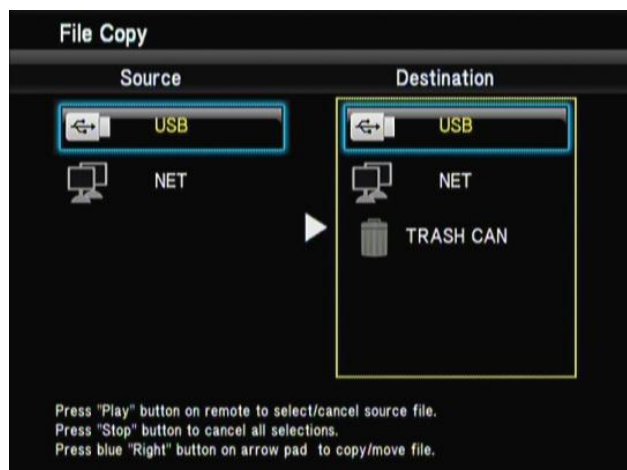 File Copy
Source Destination
USB USB
NET NET
TRASH CAN
Press "Play" button on remote to select/cancel source file.
Press "Stop" button to cancel all selections.
Press blue "Right" button on arrow pad to copy/move file.